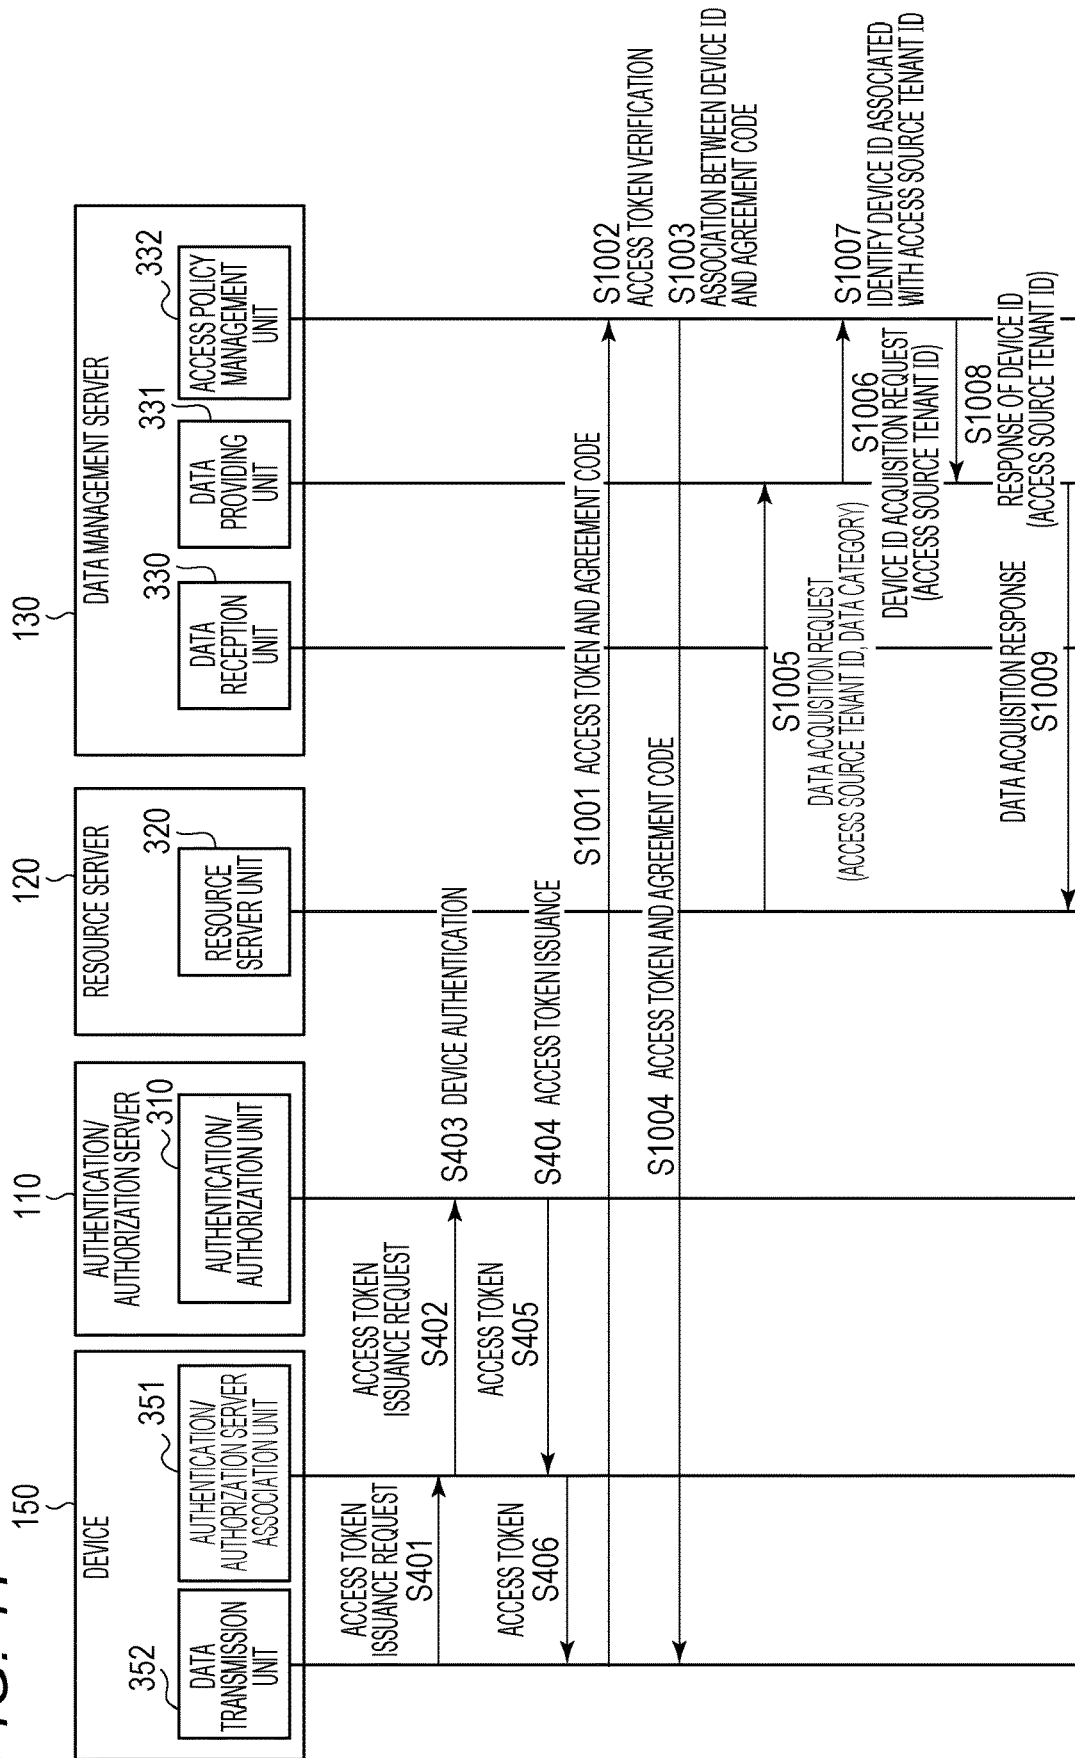 150
DEVICE
352
DATA
TRANSMISSION
UNIT
351
AUTHENTICATION/
AUTHORIZATION SERVER
ASSOCIATION UNIT
110
AUTHENTICATION/
AUTHORIZATION SERVER
310
AUTHENTICATION/
AUTHORIZATION UNIT
120
RESOURCE SERVER
320
RESOURCE
SERVER UNIT
130
DATA MANAGEMENT SERVER
330
DATA
RECEPTION
UNIT
331
DATA
PROVIDING
UNIT
332
ACCESS POLICY
MANAGEMENT
UNIT
ACCESS TOKEN
ISSUANCE REQUEST
S401
ACCESS TOKEN
ISSUANCE REQUEST
S402
S403 DEVICE AUTHENTICATION
S404 ACCESS TOKEN ISSUANCE
ACCESS TOKEN
S405
ACCESS TOKEN
S406
S1001 ACCESS TOKEN AND AGREEMENT CODE
S1002
ACCESS TOKEN VERIFICATION
S1003
ASSOCIATION BETWEEN DEVICE ID
AND AGREEMENT CODE
S1004 ACCESS TOKEN AND AGREEMENT CODE
S1005
DATA ACQUISITION REQUEST
(ACCESS SOURCE TENANT ID, DATA CATEGORY)
S1006
DEVICE ID ACQUISITION REQUEST
(ACCESS SOURCE TENANT ID)
S1007
IDENTIFY DEVICE ID ASSOCIATED
WITH ACCESS SOURCE TENANT ID
S1008
RESPONSE OF DEVICE ID
(ACCESS SOURCE TENANT ID)
DATA ACQUISITION RESPONSE
S1009